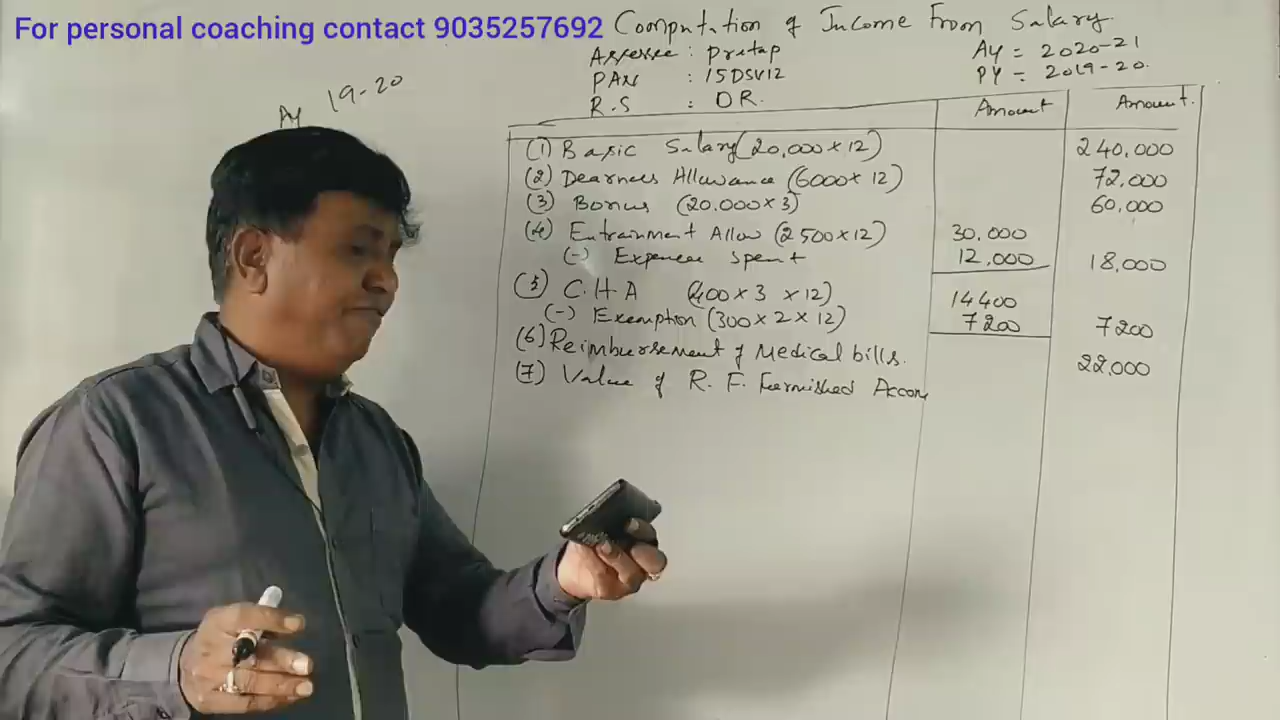 For personal coaching contact 9035257692
Computation of Income From Salary
Assessee : Pratap AY = 2020-21
PAN : 15DSV12 PY = 2019-20
R.S : OR.
AY 19-20
Amount Amount
(1) Basic Salary (20,000 x 12) 240,000
(2) Dearness Allowance (6000 x 12) 72,000
(3) Bonus (20.000 x 3) 60,000
(4) Entrainment Allow (2500 x 12) 30,000
(-) Expenses Spent 12,000 18,000
(5) C.H.A (400 x 3 x 12) 14400
(-) Exemption (300 x 2 x 12) 7200 7200
(6) Reimbursement of Medical bills. 22,000
(7) Value of R. F. Furnished Accom